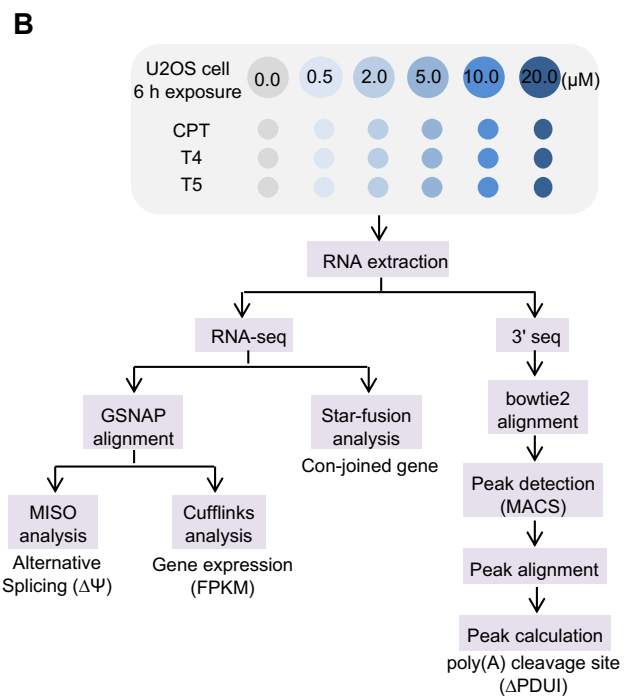 B
U2OS cell
6 h exposure
0.0 0.5 2.0 5.0 10.0 20.0 (μM)
CPT
T4
T5
RNA extraction
RNA-seq
3' seq
GSNAP
alignment
Star-fusion
analysis
Con-joined gene
bowtie2
alignment
MISO
analysis
Alternative
Splicing (ΔΨ)
Cufflinks
analysis
Gene expression
(FPKM)
Peak detection
(MACS)
Peak alignment
Peak calculation
poly(A) cleavage site
(ΔPDUI)